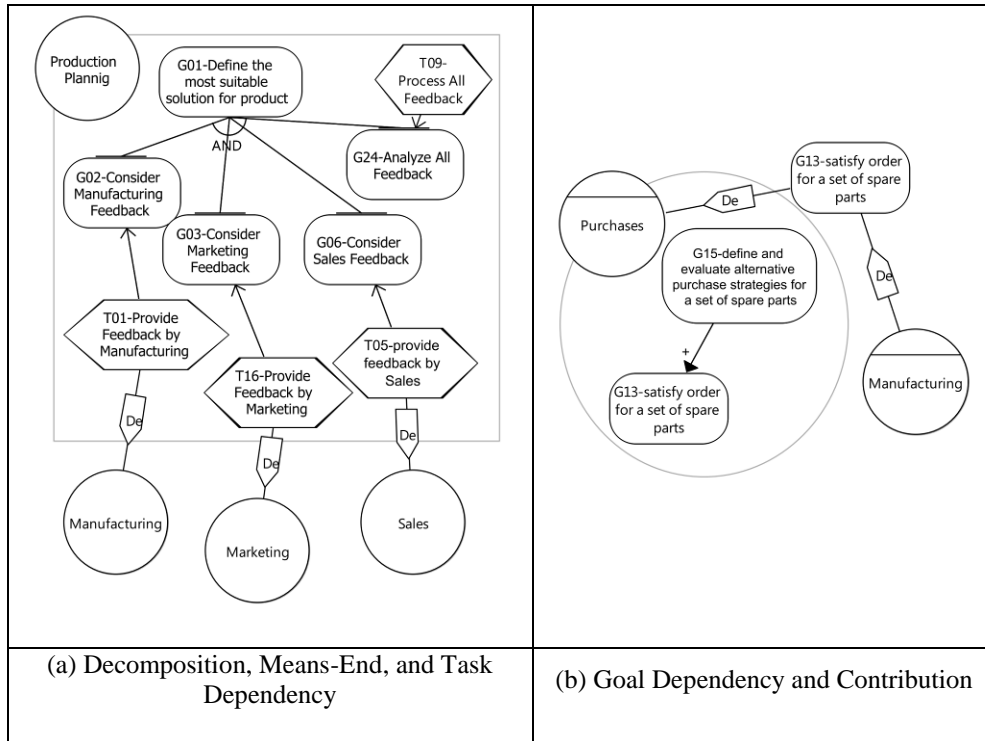 Production
Plannig
G01-Define the
most suitable
solution for product
T09-
Process All
Feedback
AND
G02-Consider
Manufacturing
Feedback
G24-Analyze All
Feedback
G03-Consider
Marketing
Feedback
G06-Consider
Sales Feedback
T01-Provide
Feedback by
Manufacturing
T16-Provide
Feedback by
Marketing
T05-provide
feedback by
Sales
De
De
De
Manufacturing
Marketing
Sales
(a) Decomposition, Means-End, and Task
Dependency
G13-satisfy order
for a set of spare
parts
De
Purchases
G15-define and
evaluate alternative
purchase strategies for
a set of spare parts
De
+
G13-satisfy order
for a set of spare
parts
Manufacturing
(b) Goal Dependency and Contribution